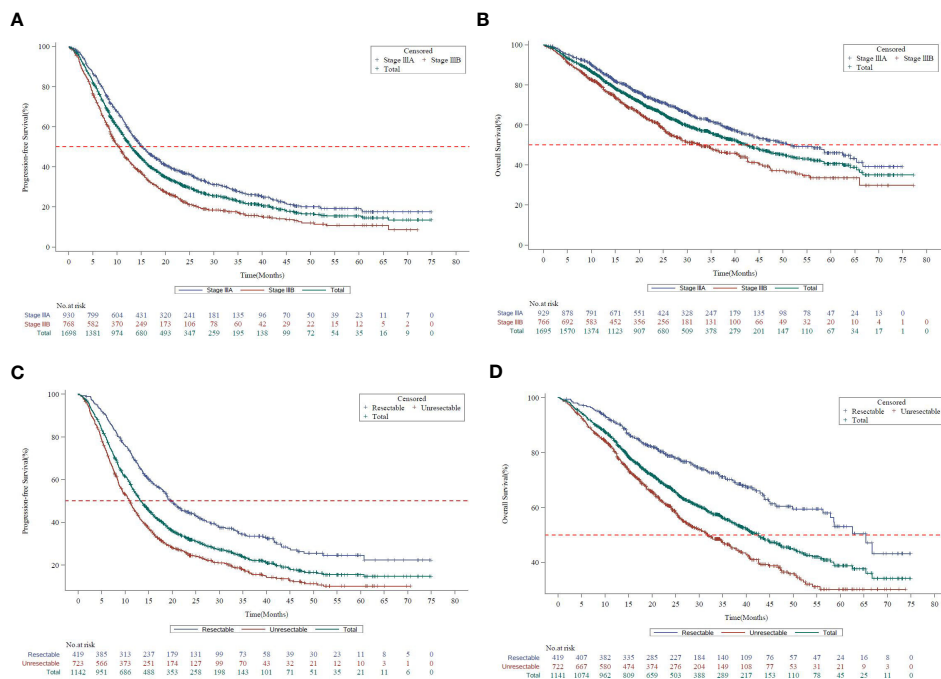 A
Censored
+ Stage IIIA + Stage IIIB
+ Total
100
80
60
40
20
0
Progression-free Survival(%)
0 5 10 15 20 25 30 35 40 45 50 55 60 65 70 75 80
Time(Months)
Stage IIIA Stage IIIB Total
No.at risk
Stage IIIA 930 799 604 431 320 241 181 135 96 70 50 39 23 11 7 0
Stage IIIB 768 582 370 249 173 106 78 60 42 29 22 15 12 5 2 0
Total 1698 1381 974 680 493 347 259 195 138 99 72 54 35 16 9 0
B
Censored
+ Stage IIIA + Stage IIIB
+ Total
100
80
60
40
20
0
Overall Survival(%)
0 5 10 15 20 25 30 35 40 45 50 55 60 65 70 75 80
Time(Months)
Stage IIIA Stage IIIB Total
No.at risk
Stage IIIA 929 878 791 671 551 424 328 247 179 135 98 78 47 24 13 0
Stage IIIB 766 692 583 452 356 256 181 131 100 66 49 32 20 10 4 1 0
Total 1695 1570 1374 1123 907 680 509 378 279 201 147 110 67 34 17 1 0
C
Censored
+ Resectable + Unresectable
+ Total
100
80
60
40
20
Progression-free Survival(%)
0 5 10 15 20 25 30 35 40 45 50 55 60 65 70 75 80
Time(Months)
Resectable Unresectable Total
No.at risk
Resectable 419 385 313 237 179 131 99 73 58 39 30 23 11 8 5 0
Unresectable 723 566 373 251 174 127 99 70 43 32 21 12 10 3 1 0
Total 1142 951 686 488 353 258 198 143 101 71 51 35 21 11 6 0
D
Censored
+ Resectable + Unresectable
+ Total
100
80
60
40
Overall Survival(%)
0 5 10 15 20 25 30 35 40 45 50 55 60 65 70 75 80
Time(Months)
Resectable Unresectable Total
No.at risk
Resectable 419 407 382 335 285 227 184 140 109 76 57 47 24 16 8 0
Unresectable 722 667 580 474 374 276 204 149 108 77 53 31 21 9 3 0
Total 1141 1074 962 809 659 503 388 289 217 153 110 78 45 25 11 0